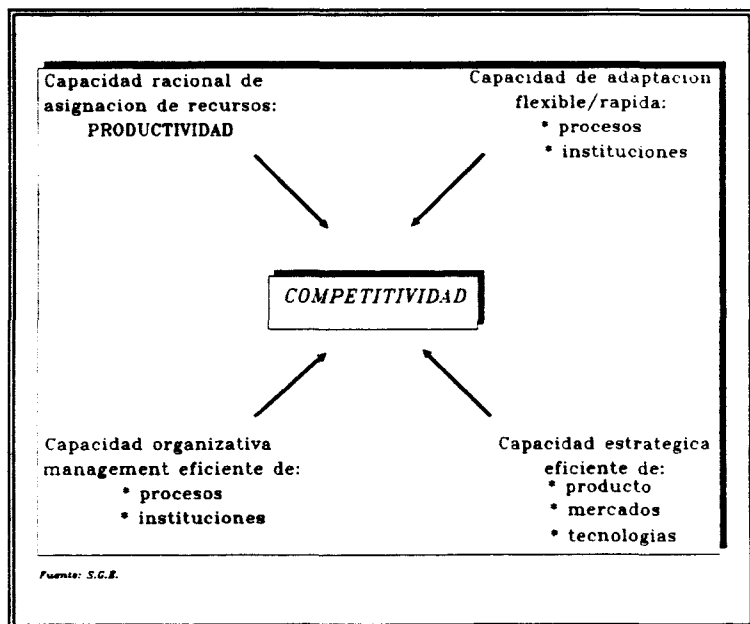 Capacidad racional de
asignacion de recursos:
PRODUCTIVIDAD
Capacidad de adaptacion
flexible/rapida:
* procesos
* instituciones
COMPETITIVIDAD
Capacidad organizativa
management eficiente de:
* procesos
* instituciones
Capacidad estrategica
eficiente de:
* producto
* mercados
* tecnologias
Fuente: S.G.E.